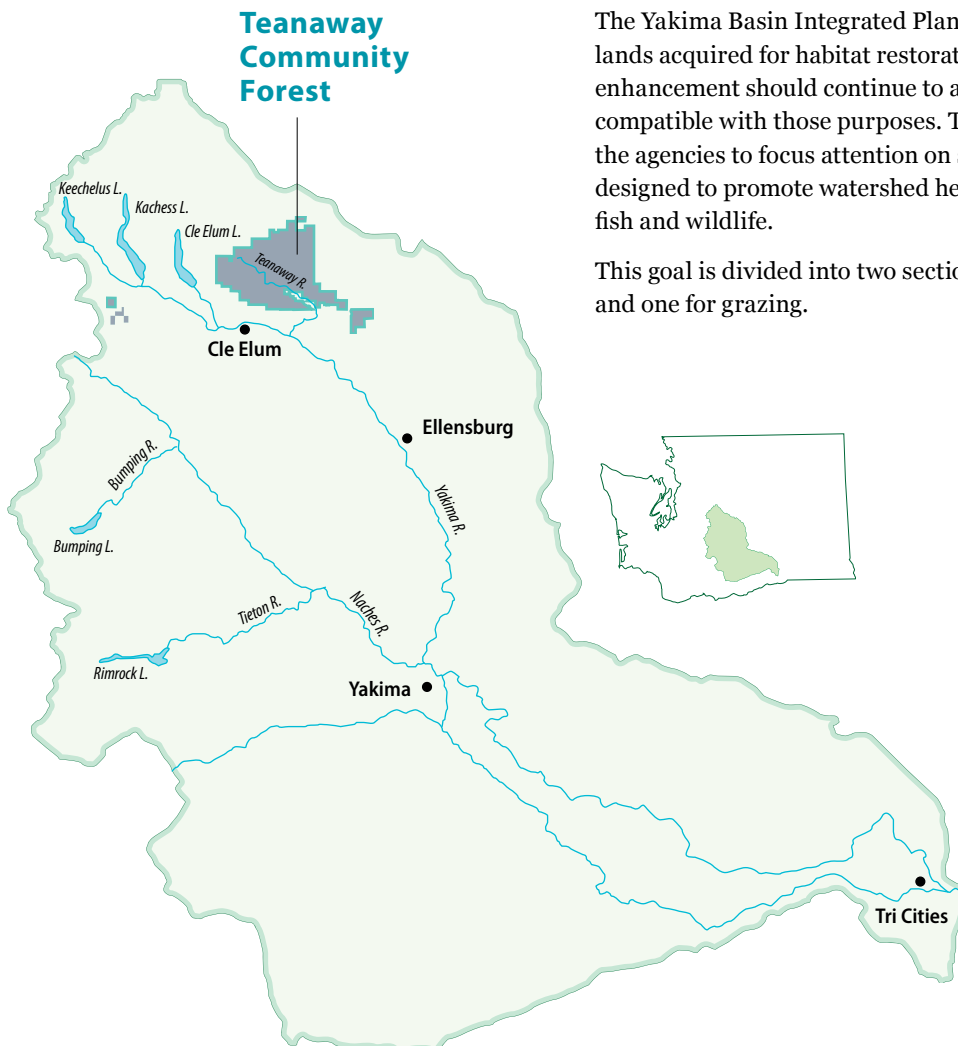 Teanaway
Community
Forest
The Yakima Basin Integrated Plan
lands acquired for habitat restorat
enhancement should continue to a
compatible with those purposes. T
the agencies to focus attention on
designed to promote watershed he
fish and wildlife.
This goal is divided into two sectio
and one for grazing.
Keechelus L.
Kachess L.
Cle Elum L.
Teanaway R.
Cle Elum
Ellensburg
Bumping R.
Yakima R.
Bumping L.
Tieton R.
Naches R.
Rimrock L.
Yakima
Tri Cities